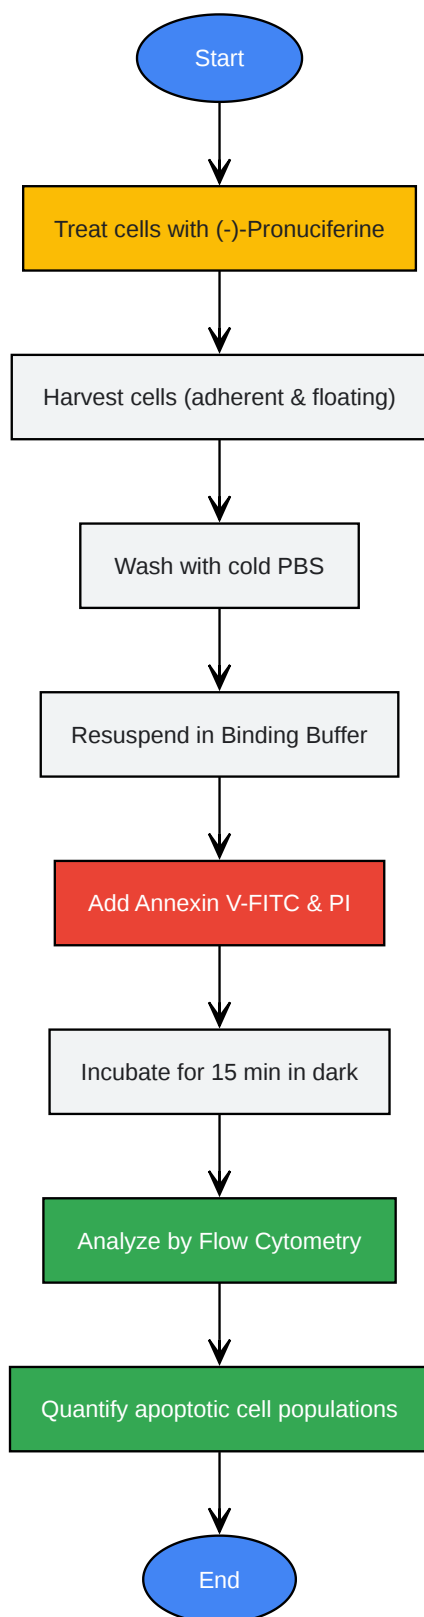 Start
Treat cells with (-)-Pronuciferine
Harvest cells (adherent & floating)
Wash with cold PBS
Resuspend in Binding Buffer
Add Annexin V-FITC & PI
Incubate for 15 min in dark
Analyze by Flow Cytometry
Quantify apoptotic cell populations
End